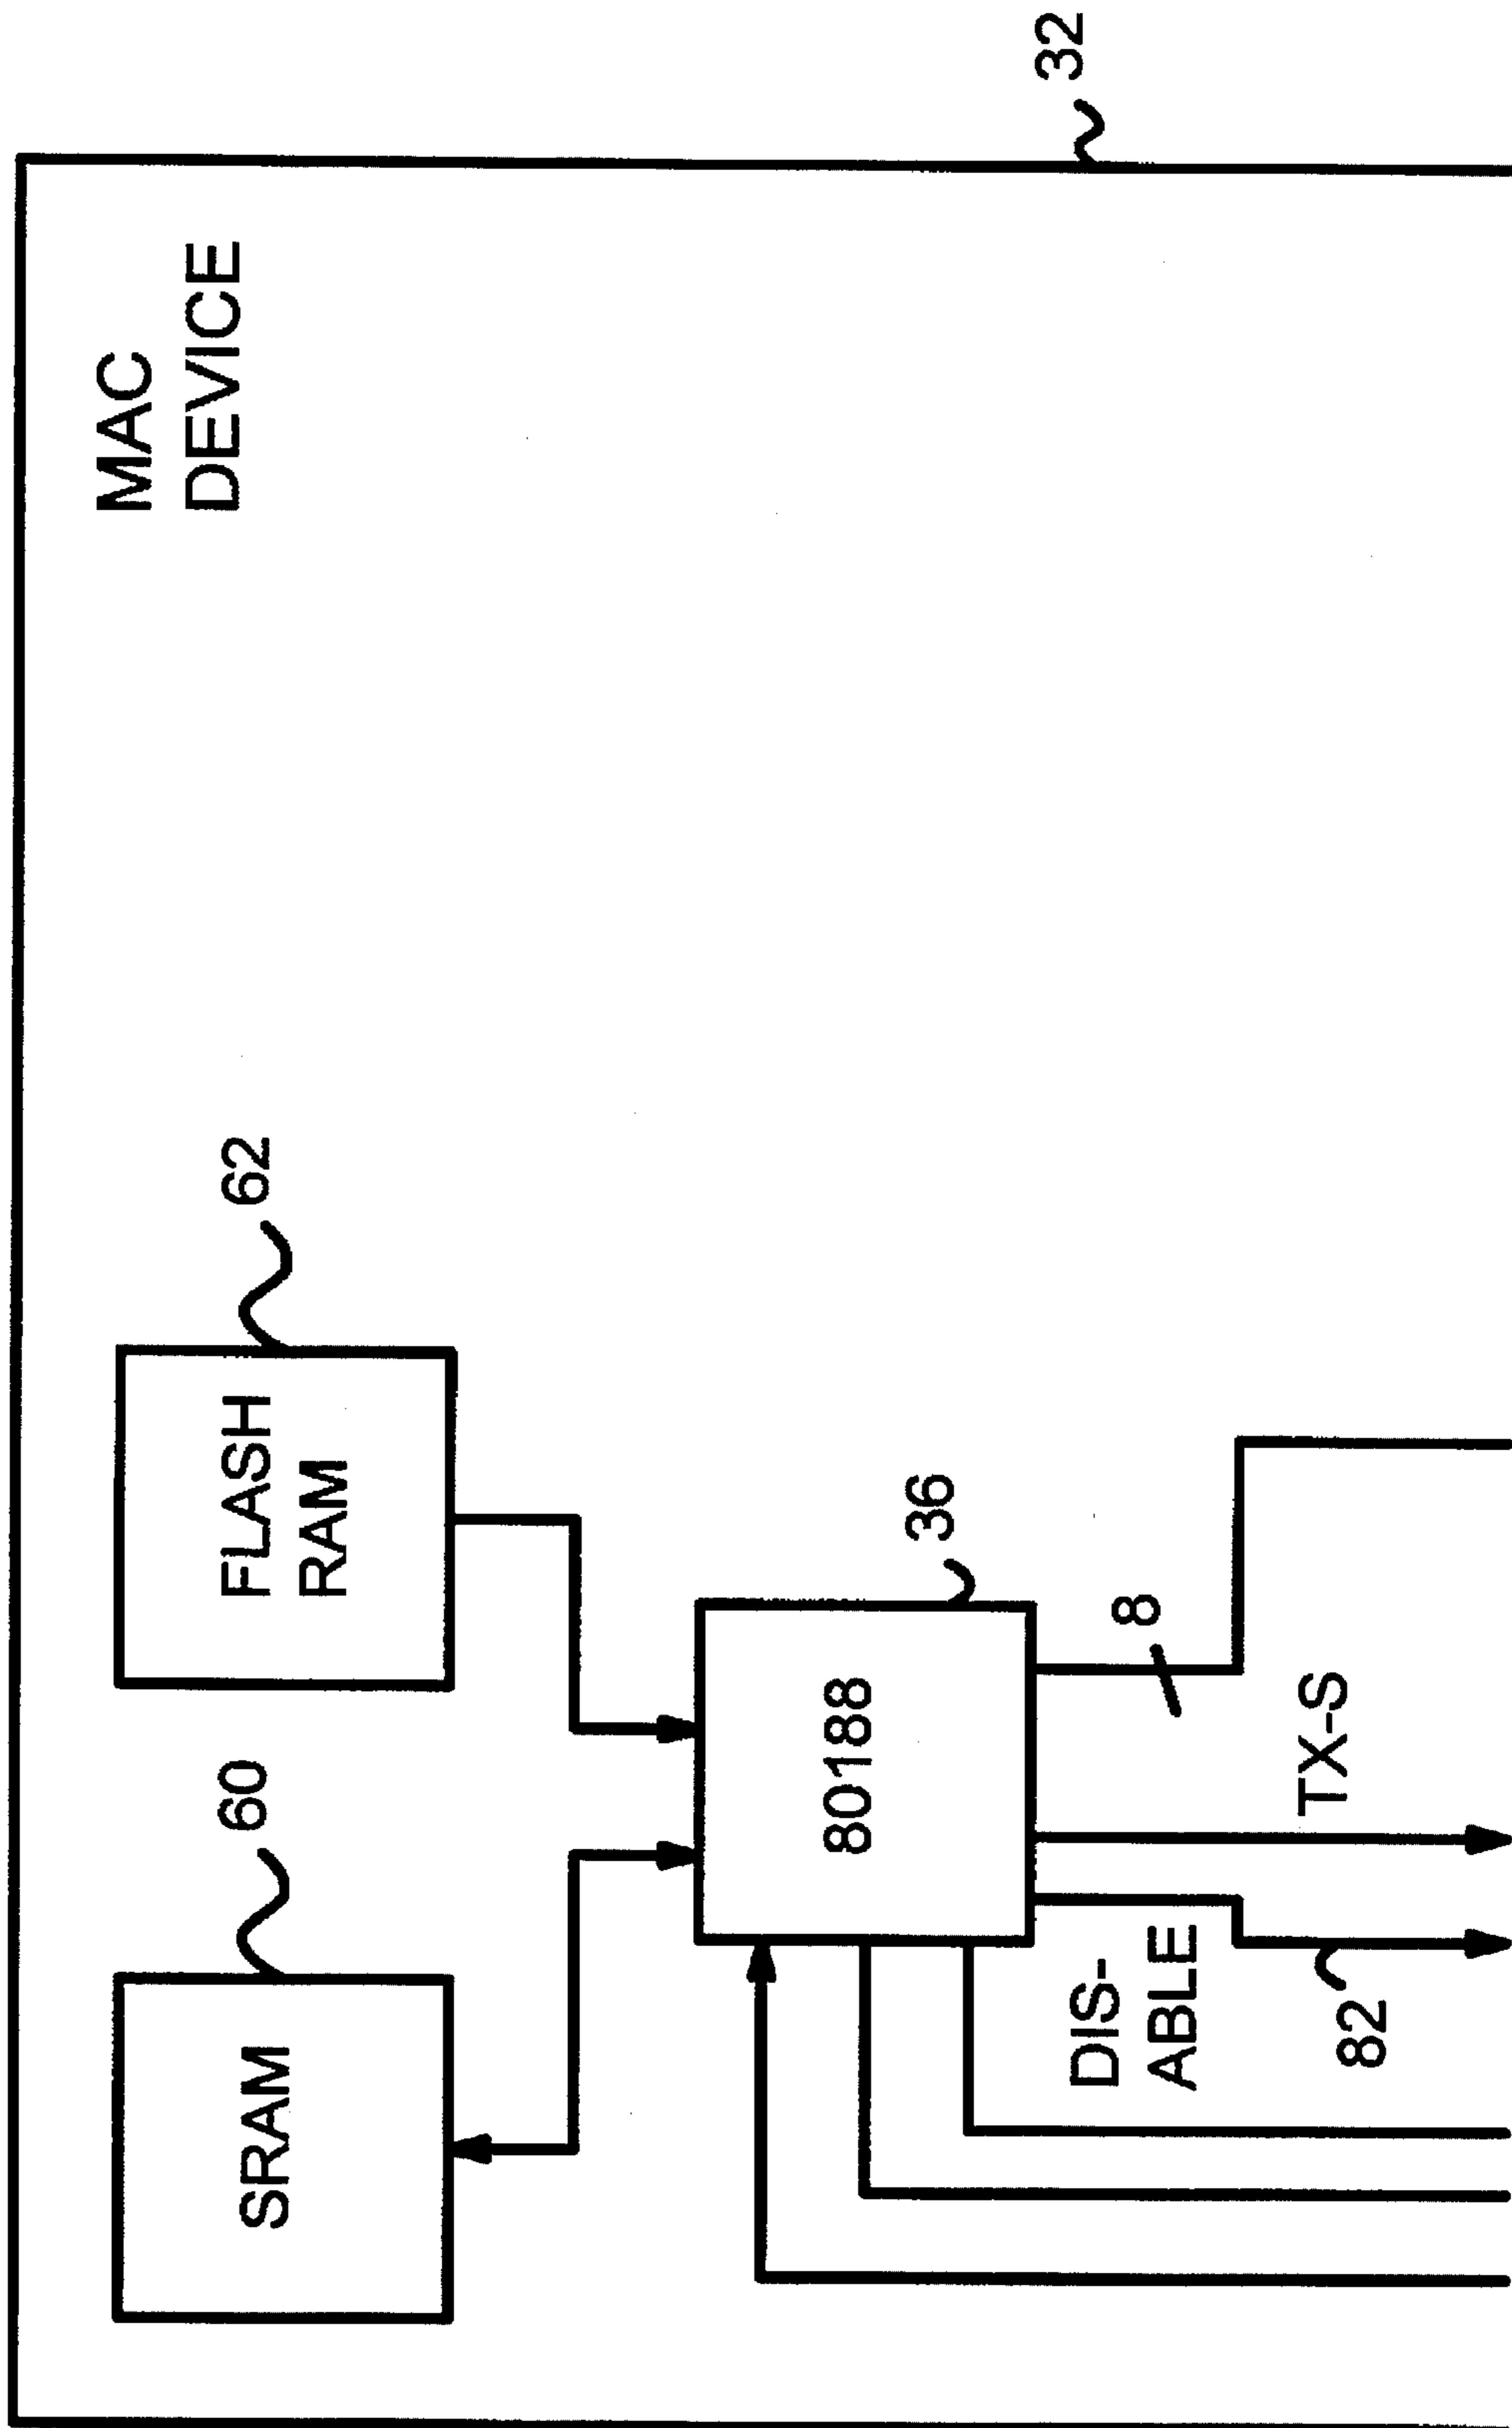 MAC
DEVICE
32
62
FLASH
RAM
60
SRAM
36
80188
8
TX-S
DIS-
ABLE
82